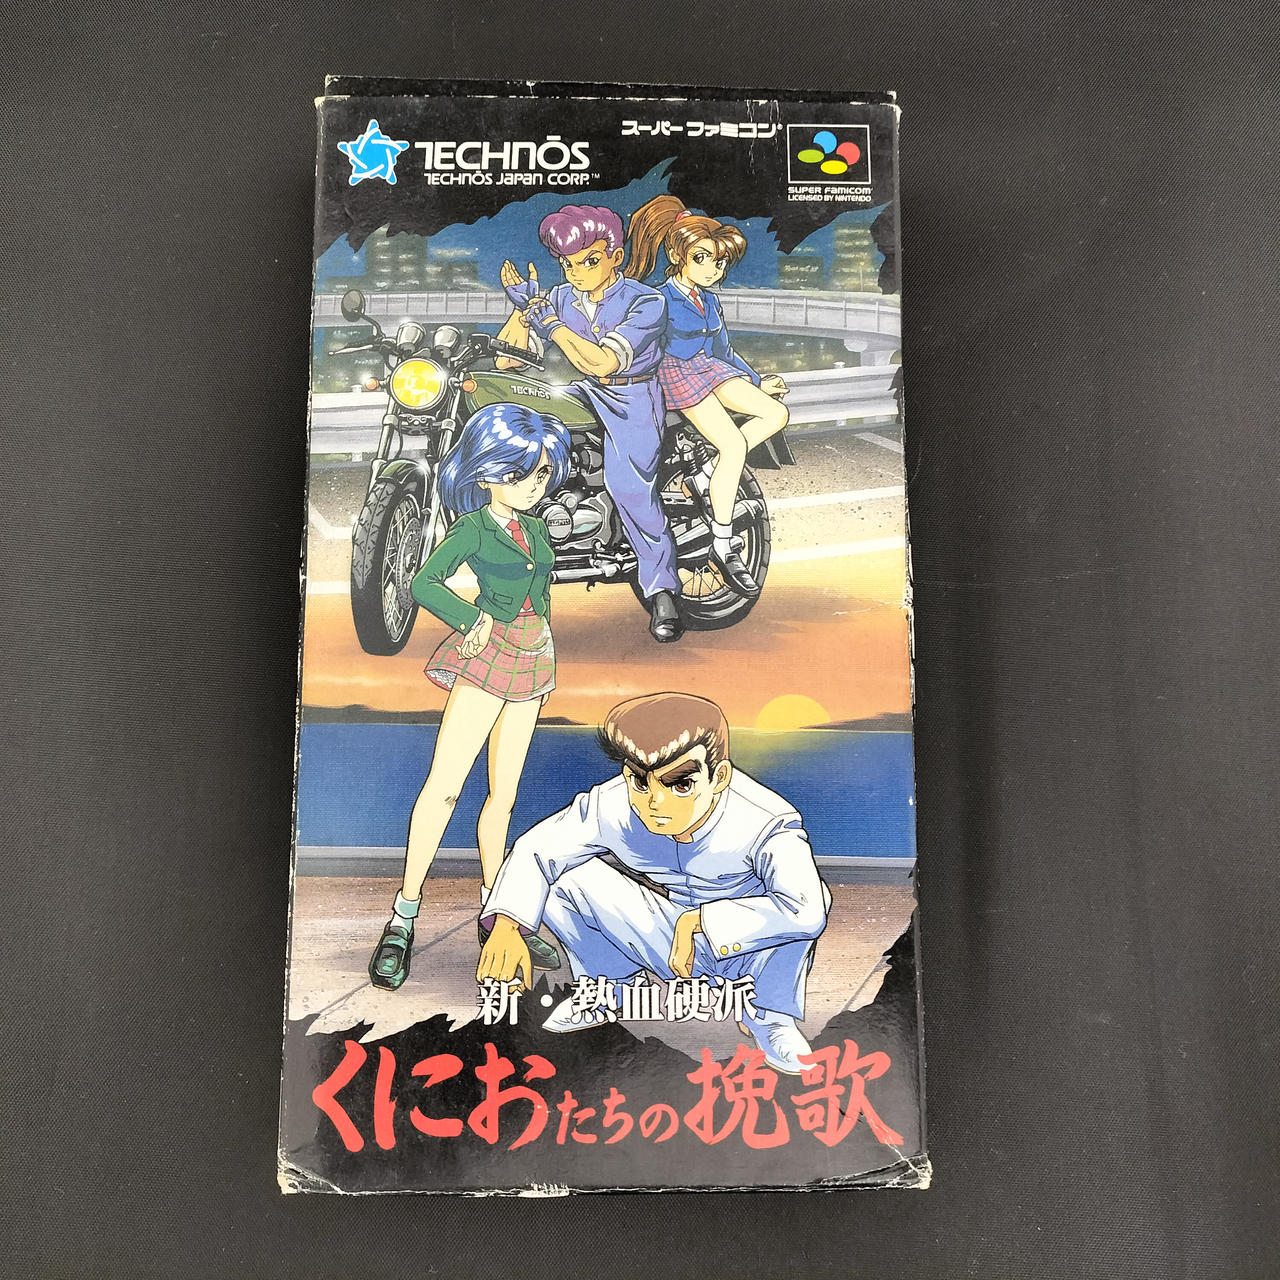 TECHNŌS
TECHNŌS JAPAN CORP.™
スーパーファミコン®
SUPER FAMICOM
LICENSED BY NINTENDO
TECHNŌS
新・熱血硬派
くにおたちの挽歌